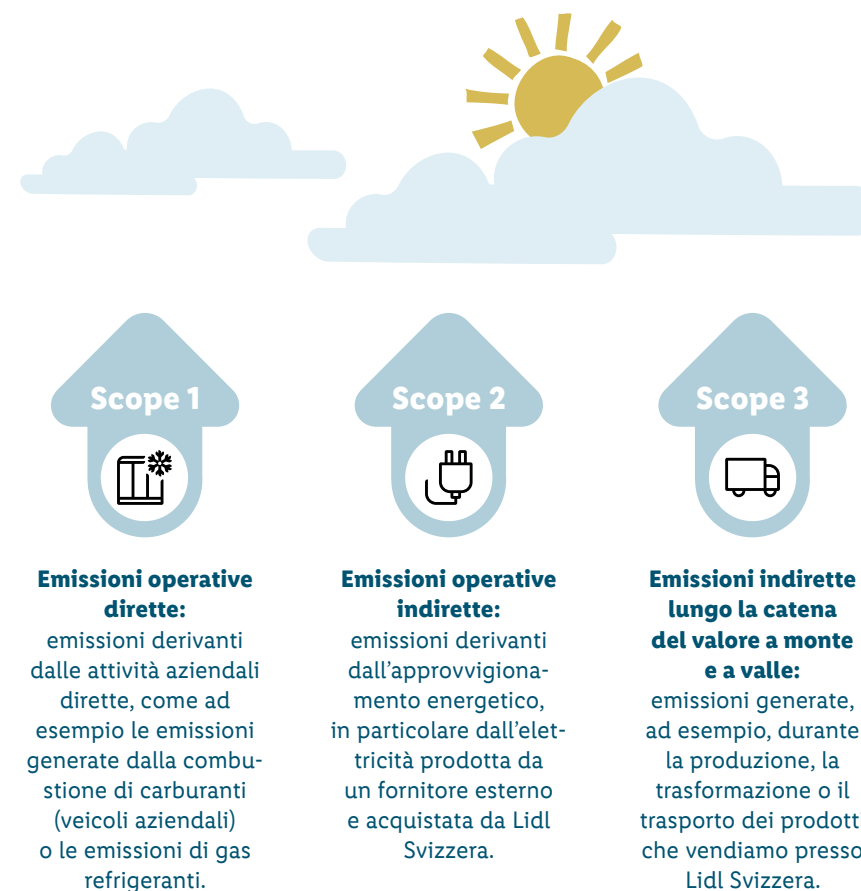 Scope 1
Emissioni operative
dirette:
emissioni derivanti
dalle attività aziendali
dirette, come ad
esempio le emissioni
generate dalla combu-
stione di carburanti
(veicoli aziendali)
o le emissioni di gas
refrigeranti.
Scope 2
Emissioni operative
indirette:
emissioni derivanti
dall'approvvigiona-
mento energetico,
in particolare dall'elet-
tricità prodotta da
un fornitore esterno
e acquistata da Lidl
Svizzera.
Scope 3
Emissioni indirette
lungo la catena
del valore a monte
e a valle:
emissioni generate,
ad esempio, durante
la produzione, la
trasformazione o il
trasporto dei prodott
che vendiamo presso
Lidl Svizzera.